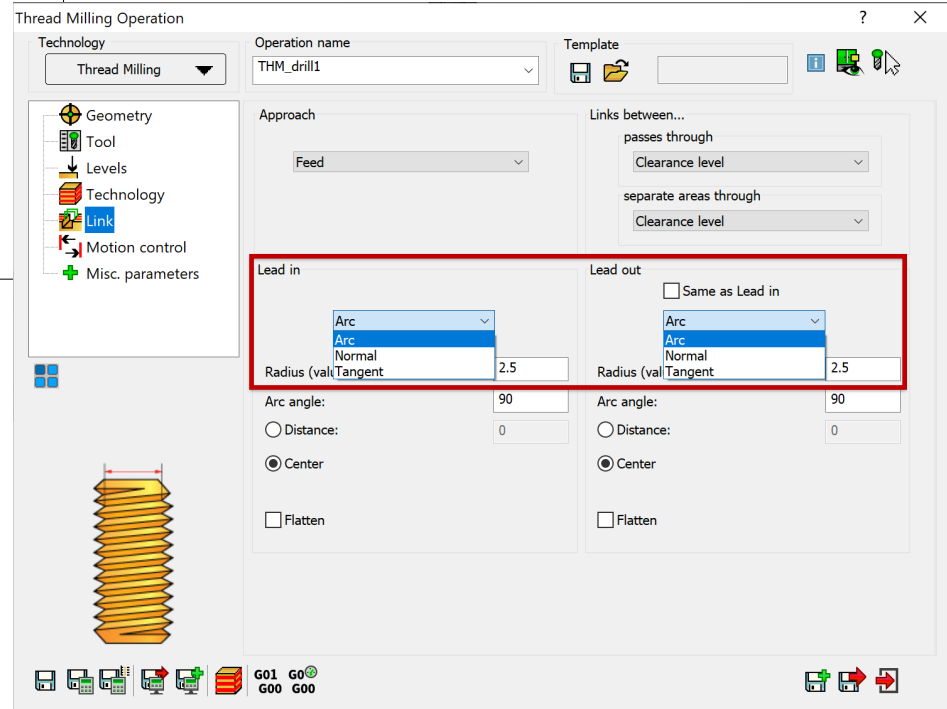 Thread Milling Operation
?
Technology
Thread Milling
Operation name
THM_drill1
Template
Geometry
Tool
Levels
Technology
Link
Motion control
Misc. parameters
Approach
Feed
Links between...
passes through
Clearance level
separate areas through
Clearance level
Lead in
Arc
Arc
Normal
Tangent
Radius (val
2.5
Arc angle:
90
Distance:
0
Center
Flatten
Lead out
Same as Lead in
Arc
Arc
Normal
Tangent
Radius (val
2.5
Arc angle:
90
Distance:
0
Center
Flatten
G01 G0
G00 G00